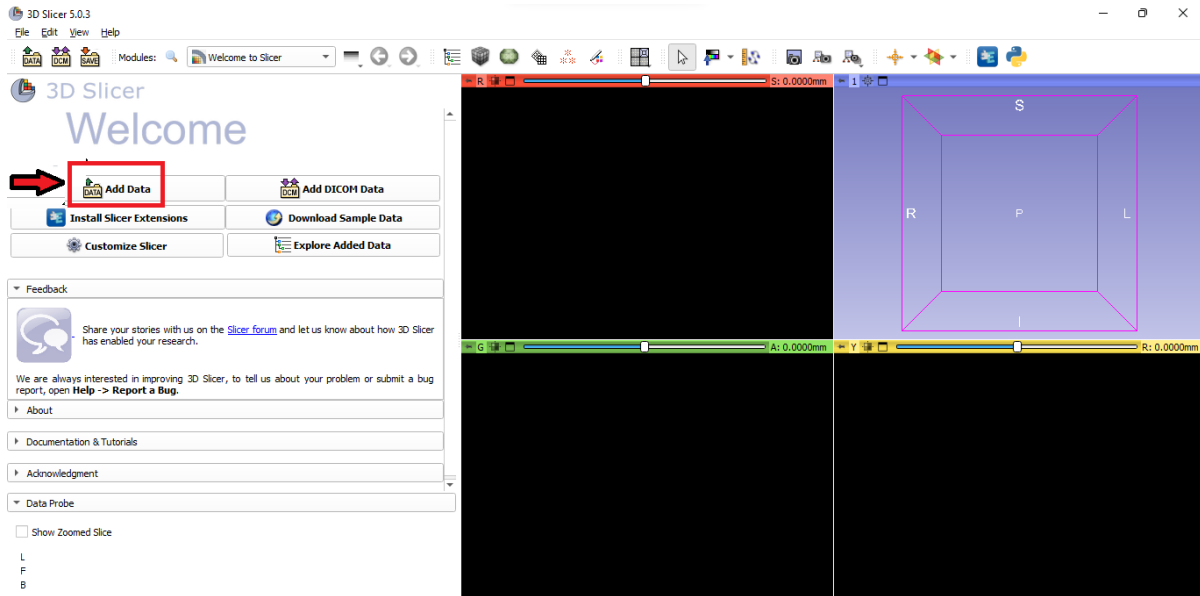 3D Slicer 5.0.3
File Edit View Help
DATA DCM SAVE Modules: Welcome to Slicer
3D Slicer
Welcome
DATA Add Data
DCM Add DICOM Data
Install Slicer Extensions
Download Sample Data
Customize Slicer
Explore Added Data
Feedback
Share your stories with us on the Slicer forum and let us know about how 3D Slicer
has enabled your research.
We are always interested in improving 3D Slicer, to tell us about your problem or submit a bug
report, open Help -> Report a Bug.
About
Documentation & Tutorials
Acknowledgment
Data Probe
Show Zoomed Slice
L
F
B
R S: 0.0000mm
1
S
R P L
I
G A: 0.0000mm
Y R: 0.0000mm